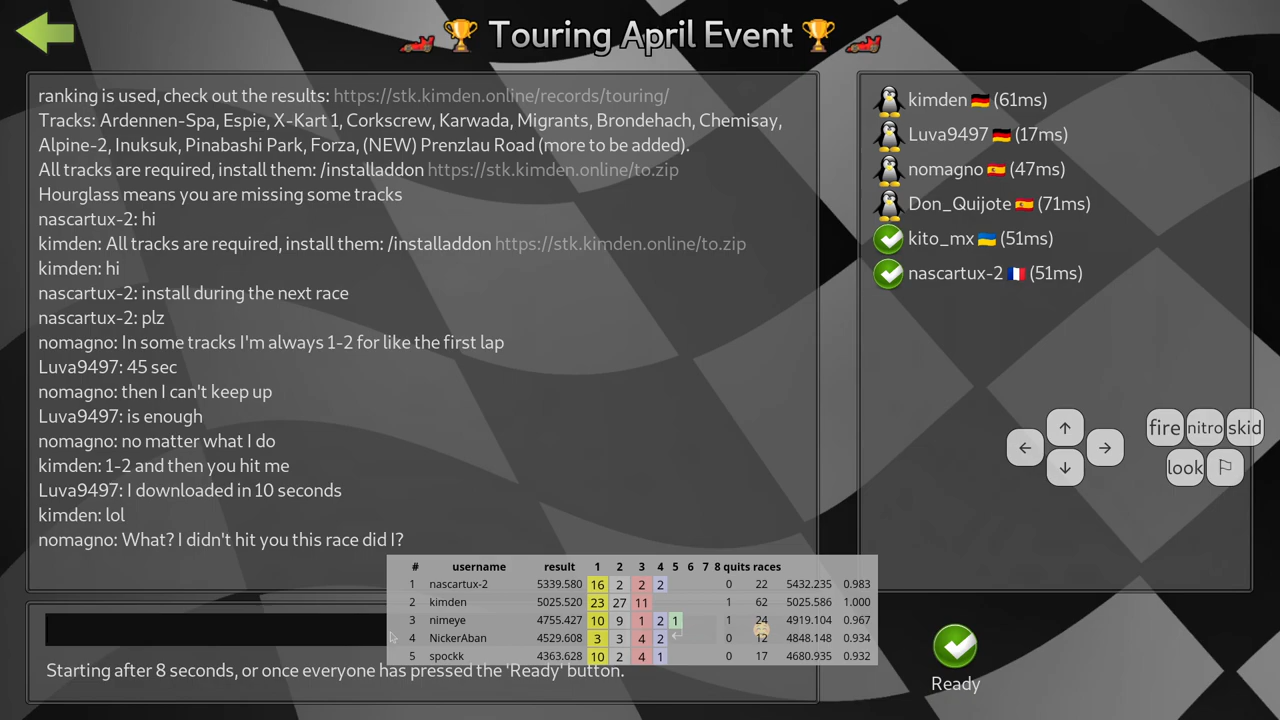 🏎️🏆 Touring April Event 🏆🏎️
ranking is used, check out the results: https://stk.kimden.online/records/touring/
Tracks: Ardennen-Spa, Espie, X-Kart 1, Corkscrew, Karwada, Migrants, Brondehach, Chemisay,
Alpine-2, Inuksuk, Pinabashi Park, Forza, (NEW) Prenzlau Road (more to be added).
All tracks are required, install them: /installaddon https://stk.kimden.online/to.zip
Hourglass means you are missing some tracks
nascartux-2: hi
kimden: All tracks are required, install them: /installaddon https://stk.kimden.online/to.zip
kimden: hi
nascartux-2: install during the next race
nascartux-2: plz
nomagno: In some tracks I'm always 1-2 for like the first lap
Luva9497: 45 sec
nomagno: then I can't keep up
Luva9497: is enough
nomagno: no matter what I do
kimden: 1-2 and then you hit me
Luva9497: I downloaded in 10 seconds
kimden: lol
nomagno: What? I didn't hit you this race did I?
kimden 🇩🇪 (61ms)
Luva9497 🇩🇪 (17ms)
nomagno 🇪🇸 (47ms)
Don_Quijote 🇪🇸 (71ms)
kito_mx 🇺🇦 (51ms)
nascartux-2 🇫🇷 (51ms)
↑
← →
↓
fire nitro skid
look ⚐
# username result 1 2 3 4 5 6 7 8 quits races
1 nascartux-2 5339.580 16 2 2 2 0 22 5432.235 0.983
2 kimden 5025.520 23 27 11 1 62 5025.586 1.000
3 nimeye 4755.427 10 9 1 2 1 1 24 4919.104 0.967
4 NickerAban 4529.608 3 3 4 2 0 12 4848.148 0.934
5 spockk 4363.628 10 2 4 1 0 17 4680.935 0.932
Starting after 8 seconds, or once everyone has pressed the 'Ready' button.
Ready